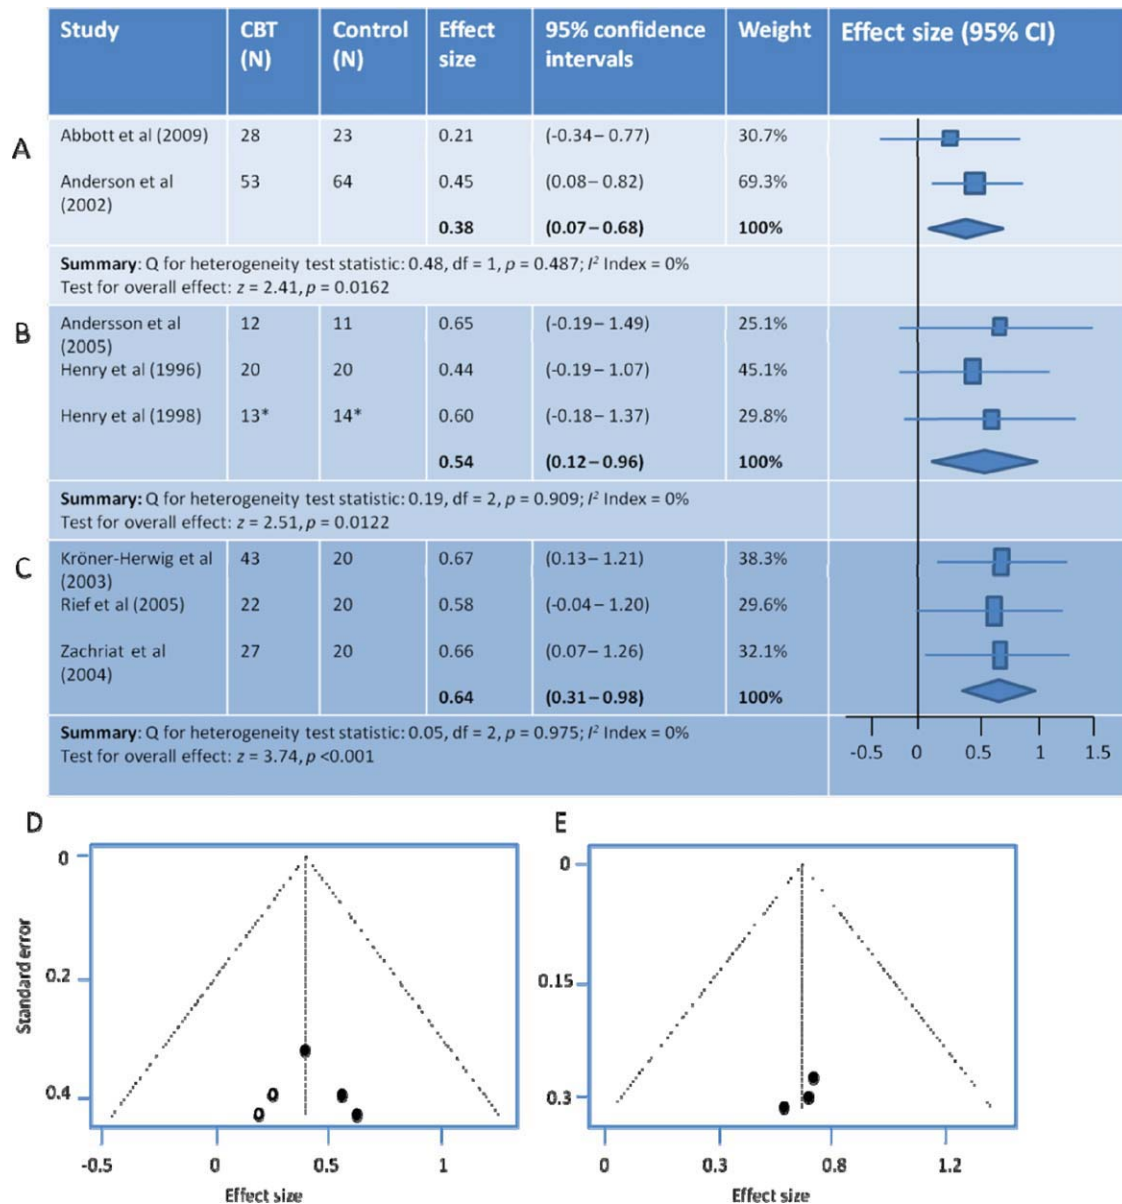 Study CBT (N) Control (N) Effect size 95% confidence intervals Weight Effect size (95% CI)
A
Abbott et al (2009) 28 23 0.21 (-0.34 – 0.77) 30.7%
Anderson et al (2002) 53 64 0.45 (0.08 – 0.82) 69.3%
0.38 (0.07 – 0.68) 100%
Summary: Q for heterogeneity test statistic: 0.48, df = 1, p = 0.487; I² Index = 0%
Test for overall effect: z = 2.41, p = 0.0162
B
Andersson et al (2005) 12 11 0.65 (-0.19 – 1.49) 25.1%
Henry et al (1996) 20 20 0.44 (-0.19 – 1.07) 45.1%
Henry et al (1998) 13* 14* 0.60 (-0.18 – 1.37) 29.8%
0.54 (0.12 – 0.96) 100%
Summary: Q for heterogeneity test statistic: 0.19, df = 2, p = 0.909; I² Index = 0%
Test for overall effect: z = 2.51, p = 0.0122
C
Kröner-Herwig et al (2003) 43 20 0.67 (0.13 – 1.21) 38.3%
Rief et al (2005) 22 20 0.58 (-0.04 – 1.20) 29.6%
Zachriat et al (2004) 27 20 0.66 (0.07 – 1.26) 32.1%
0.64 (0.31 – 0.98) 100%
Summary: Q for heterogeneity test statistic: 0.05, df = 2, p = 0.975; I² Index = 0%
Test for overall effect: z = 3.74, p <0.001
-0.5 0 0.5 1 1.5
D
Standard error
0
0.2
0.4
-0.5 0 0.5 1
Effect size
E
0
0.15
0.3
0 0.3 0.8 1.2
Effect size